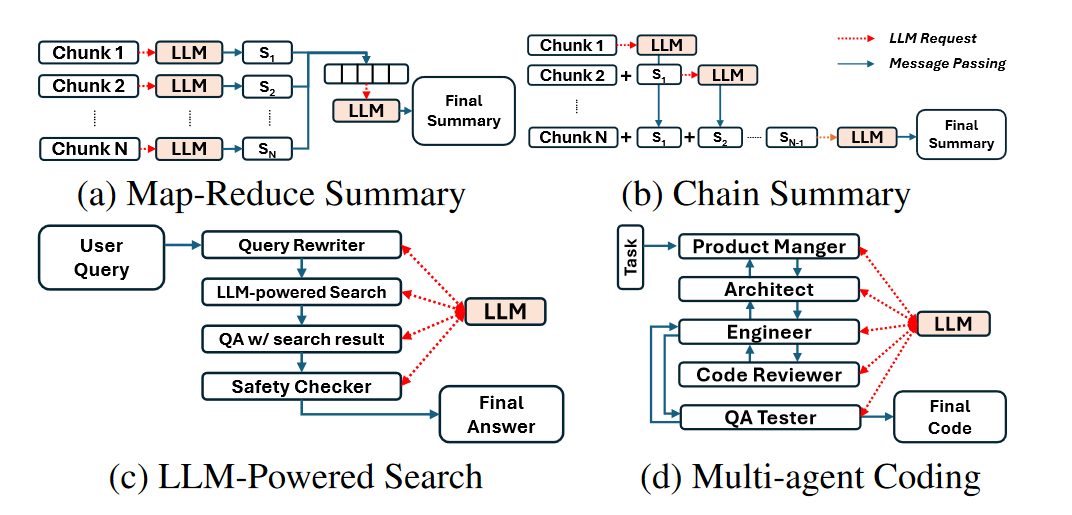 Chunk 1 LLM S1
Chunk 2 LLM S2
Chunk N LLM SN
LLM
Final
Summary
(a) Map-Reduce Summary
Chunk 1 LLM
Chunk 2 + S1 LLM
Chunk N + S1 + S2 SN-1 LLM
Final
Summary
LLM Request
Message Passing
(b) Chain Summary
User
Query
Query Rewriter
LLM-powered Search
QA w/ search result
Safety Checker
LLM
Final
Answer
(c) LLM-Powered Search
Task
Product Manger
Architect
Engineer
Code Reviewer
QA Tester
LLM
Final
Code
(d) Multi-agent Coding